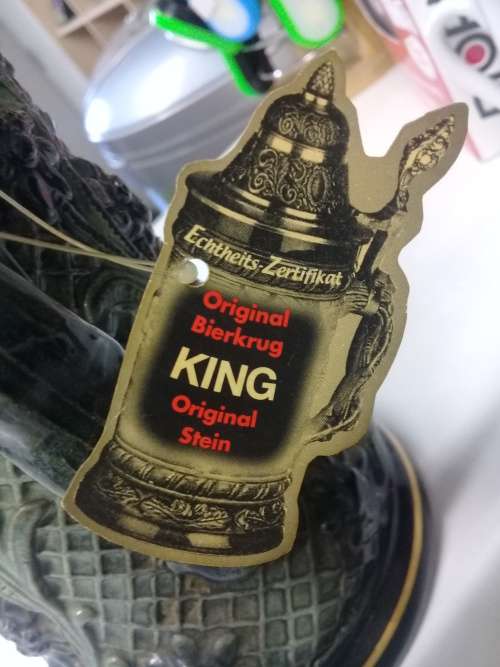 Echtheits-Zertifikat
Original
Bierkrug
KING
Original
Stein